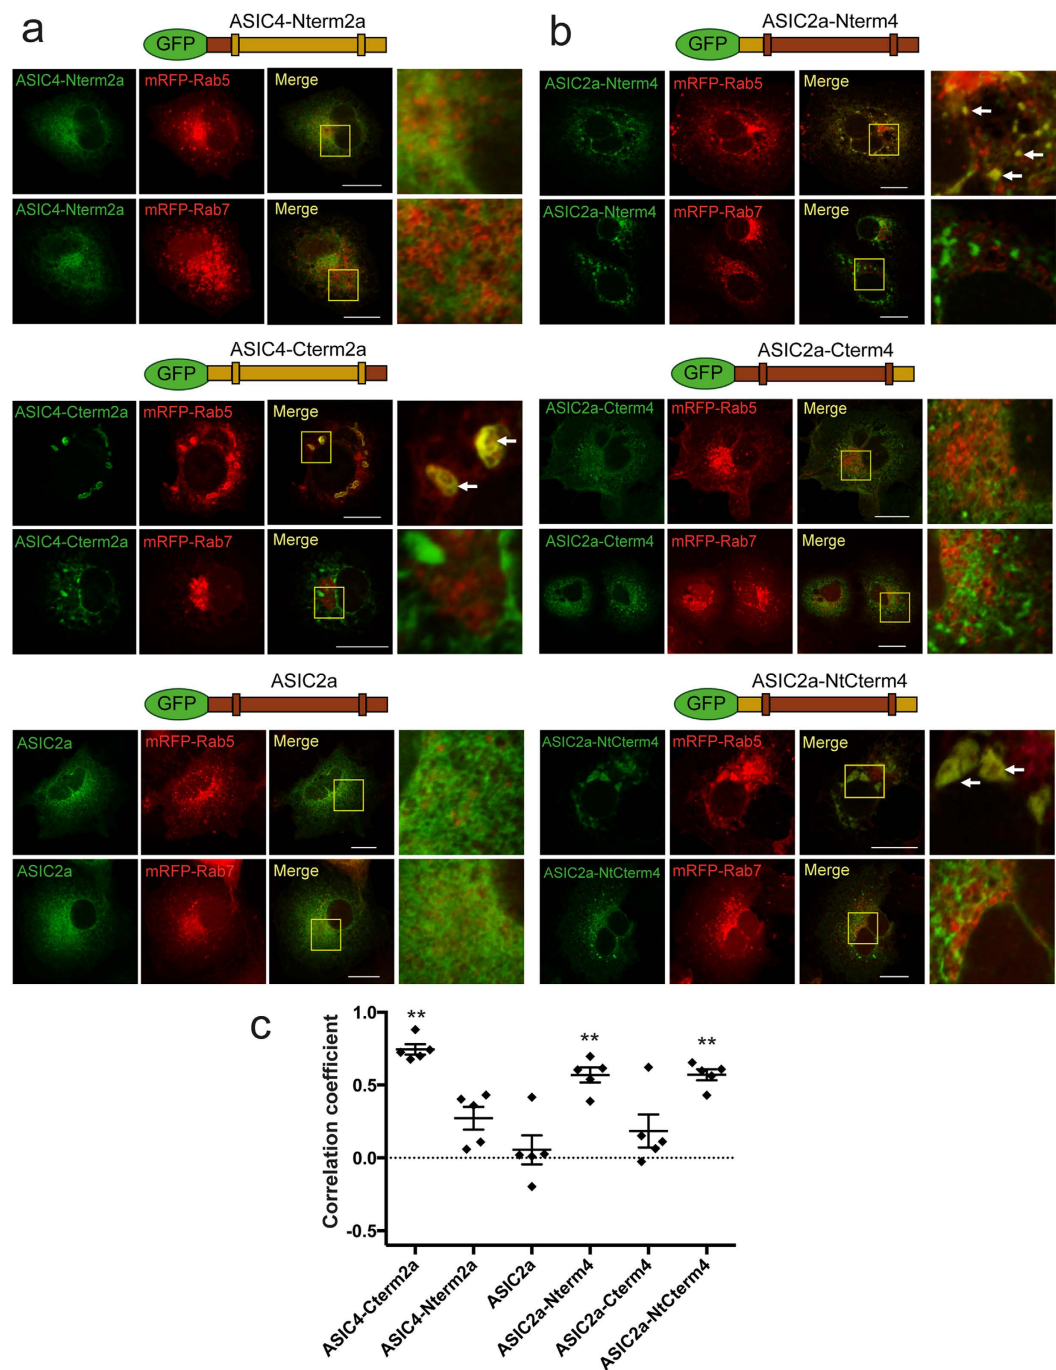 a
ASIC4-Nterm2a
GFP
ASIC4-Nterm2a
mRFP-Rab5
Merge
ASIC4-Nterm2a
mRFP-Rab7
Merge
ASIC4-Cterm2a
GFP
ASIC4-Cterm2a
mRFP-Rab5
Merge
ASIC4-Cterm2a
mRFP-Rab7
Merge
ASIC2a
GFP
ASIC2a
mRFP-Rab5
Merge
ASIC2a
mRFP-Rab7
Merge
b
ASIC2a-Nterm4
GFP
ASIC2a-Nterm4
mRFP-Rab5
Merge
ASIC2a-Nterm4
mRFP-Rab7
Merge
ASIC2a-Cterm4
GFP
ASIC2a-Cterm4
mRFP-Rab5
Merge
ASIC2a-Cterm4
mRFP-Rab7
Merge
ASIC2a-NtCterm4
GFP
ASIC2a-NtCterm4
mRFP-Rab5
Merge
ASIC2a-NtCterm4
mRFP-Rab7
Merge
c
Correlation coefficient
1.0
0.5
0.0
-0.5
**
**
**
ASIC4-Cterm2a
ASIC4-Nterm2a
ASIC2a
ASIC2a-Nterm4
ASIC2a-Cterm4
ASIC2a-NtCterm4